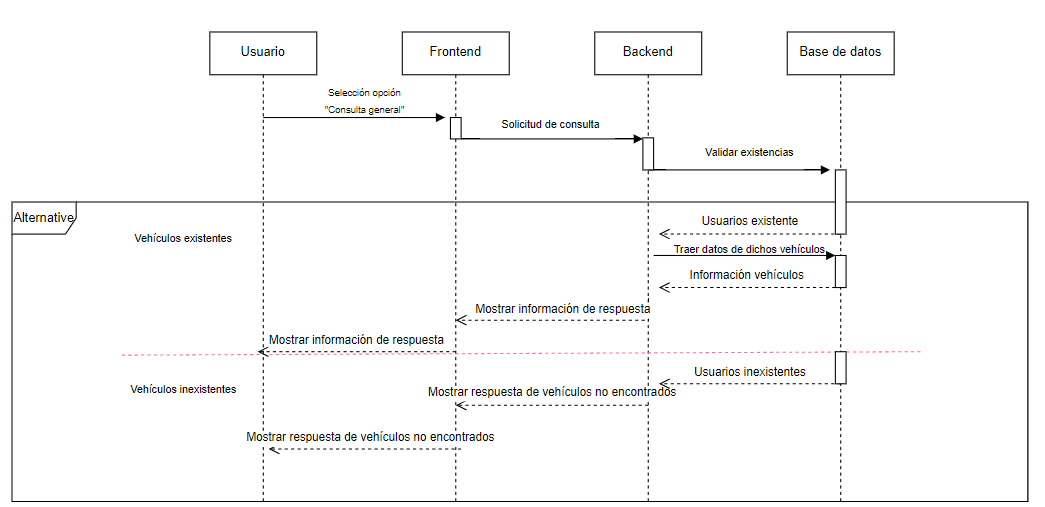 Usuario
Frontend
Backend
Base de datos
Selección opción
"Consulta general"
Solicitud de consulta
Validar existencias
Alternative
Usuarios existente
Vehículos existentes
Traer datos de dichos vehículos
Información vehículos
Mostrar información de respuesta
Mostrar información de respuesta
Usuarios inexistentes
Vehículos inexistentes
Mostrar respuesta de vehículos no encontrados
Mostrar respuesta de vehículos no encontrados